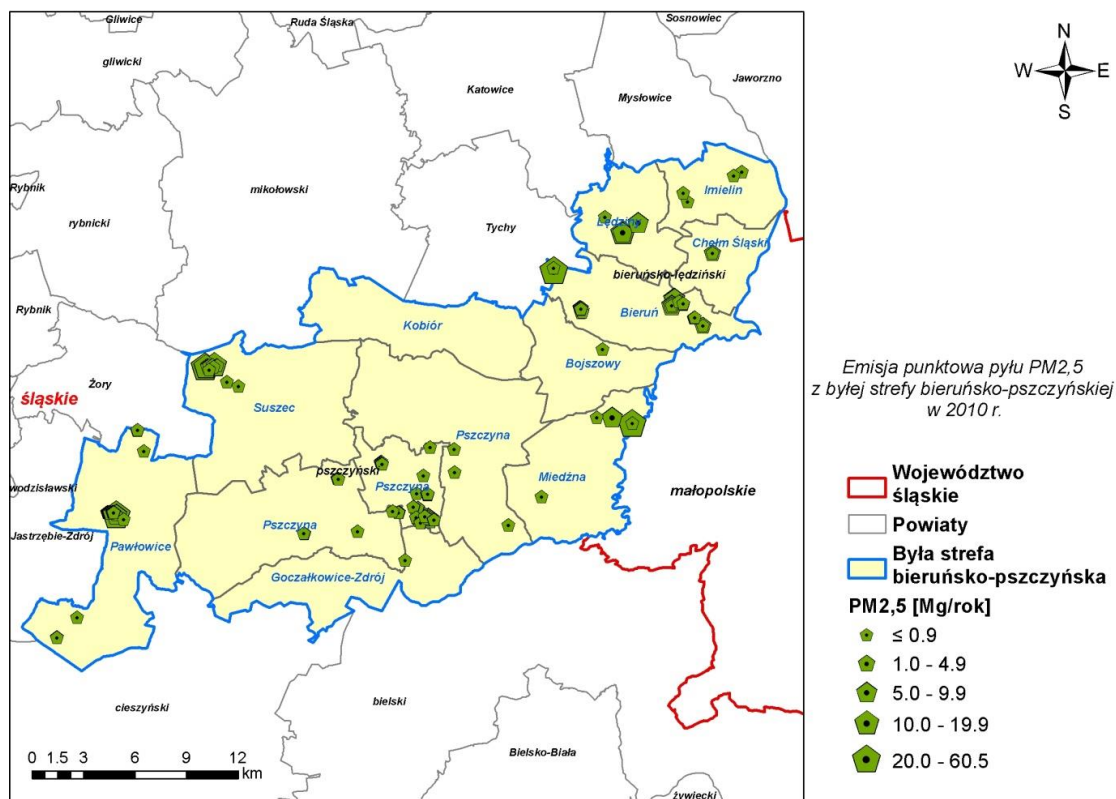 Gliwice
Ruda Śląska
Sosnowiec
gliwicki
Katowice
Mysłowice
Jaworzno
N
W
E
S
Rybnik
mikołowski
Imielin
rybnicki
Tychy
Lędziny
Chełm Śląski
bieruńsko-lędziński
Rybnik
Kobiór
Bieruń
Bojszowy
Żory
śląskie
Suszec
Pszczyna
Emisja punktowa pyłu PM2,5
z byłej strefy bieruńsko-pszczyńskiej
w 2010 r.
wodzisławski
pszczyński
Pszczyna
Miedźna
małopolskie
Jastrzębie-Zdrój
Pawłowice
Pszczyna
Goczałkowice-Zdrój
Województwo
śląskie
Powiaty
Była strefa
bieruńsko-pszczyńska
PM2,5 [Mg/rok]
≤ 0.9
1.0 - 4.9
5.0 - 9.9
10.0 - 19.9
20.0 - 60.5
cieszyński
bielski
Bielsko-Biała
żywiecki
0 1.5 3 6 9 12
km